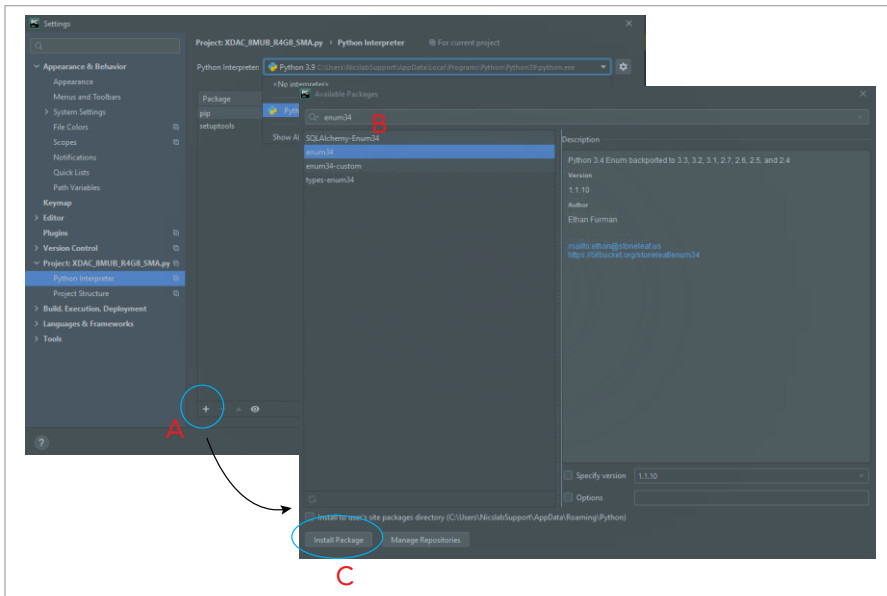 Settings
Project: XDAC_8MUB_R4G8_SMA.py > Python Interpreter For current project
Appearance & Behavior
Appearance
Menus and Toolbars
System Settings
File Colors
Scopes
Notifications
Quick Lists
Path Variables
Keymap
Editor
Plugins
Version Control
Project: XDAC_8MUB_R4G8_SMA.py
Python Interpreter
Project Structure
Build, Execution, Deployment
Languages & Frameworks
Tools
Python Interpreter: Python 3.9 C:\Users\NicslabSupport\AppData\Local\Programs\Python\Python39\python.exe
<No interpreter>
Pyth
Show Al
Package
pip
setuptools
A
Available Packages
enum34
B
SQLAlchemy-Enum34
enum34
enum34-custom
types-enum34
Description
Python 3.4 Enum backported to 3.3, 3.2, 3.1, 2.7, 2.6, 2.5, and 2.4
Version
1.1.10
Author
Ethan Furman
mailto:ethan@stoneleaf.us
https://bitbucket.org/stoneleaf/enum34
Specify version 1.1.10
Options
Install to user's site packages directory (C:\Users\NicslabSupport\AppData\Roaming\Python)
Install Package Manage Repositories
C